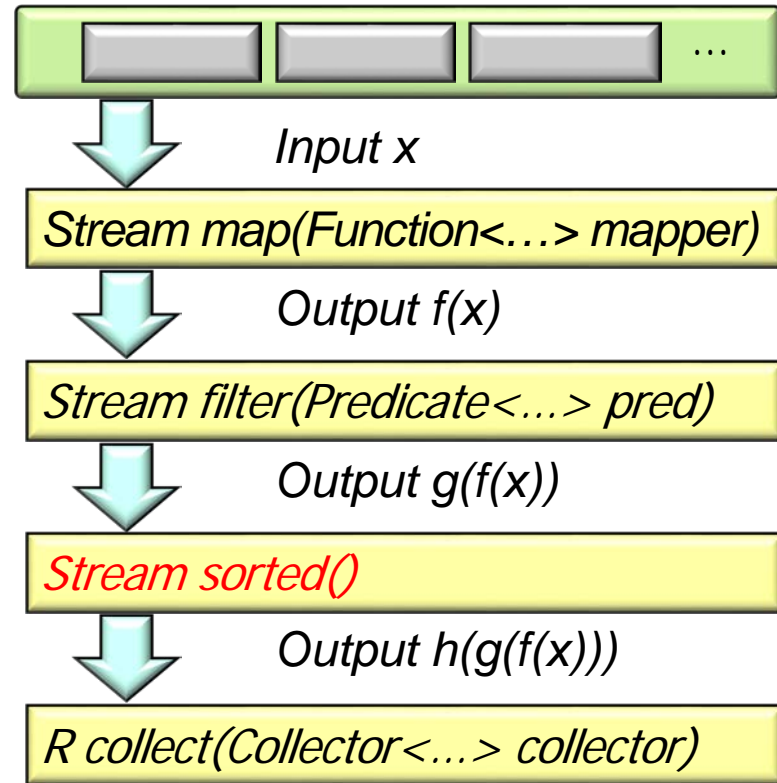 ...
Input x
Stream map(Function<...> mapper)
Output f(x)
Stream filter(Predicate<...> pred)
Output g(f(x))
Stream sorted()
Output h(g(f(x)))
R collect(Collector<...> collector)